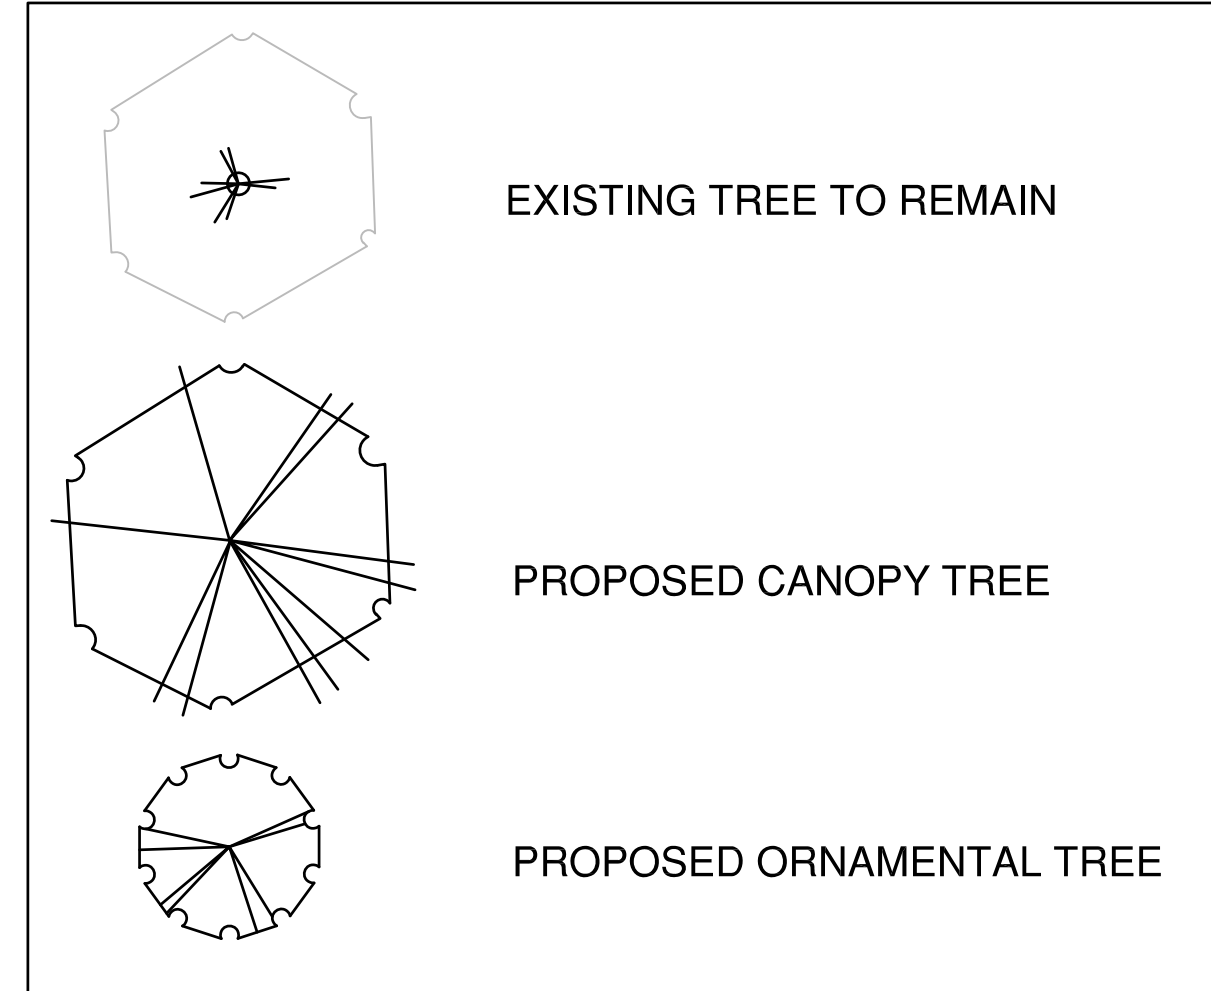 EXISTING TREE TO REMAIN
PROPOSED CANOPY TREE
PROPOSED ORNAMENTAL TREE